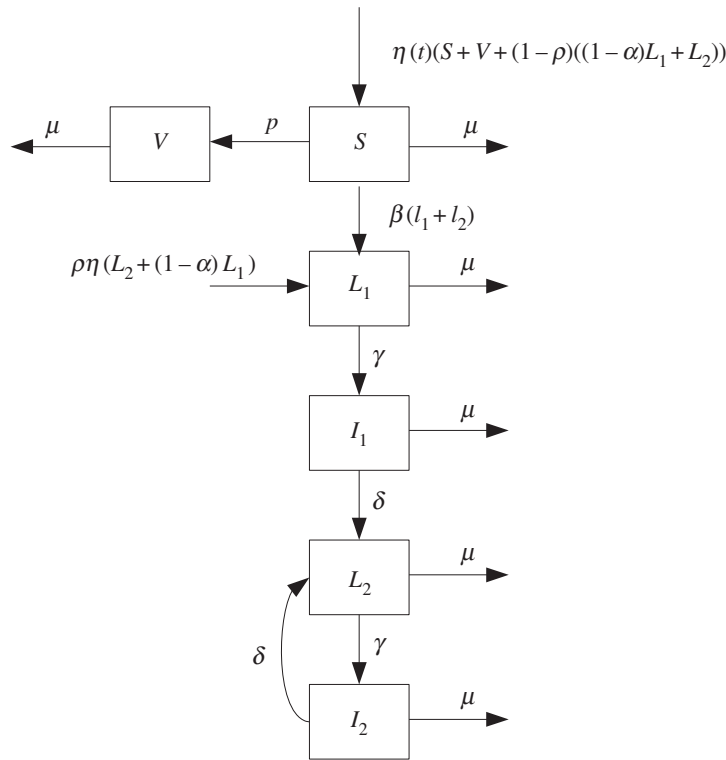 η(t)(S + V + (1 − ρ)((1 − α)L₁ + L₂))
μ V p S μ
β(l₁ + l₂)
ρη(L₂ + (1 − α) L₁) L₁ μ
γ
I₁ μ
δ
L₂ μ
δ γ
I₂ μ